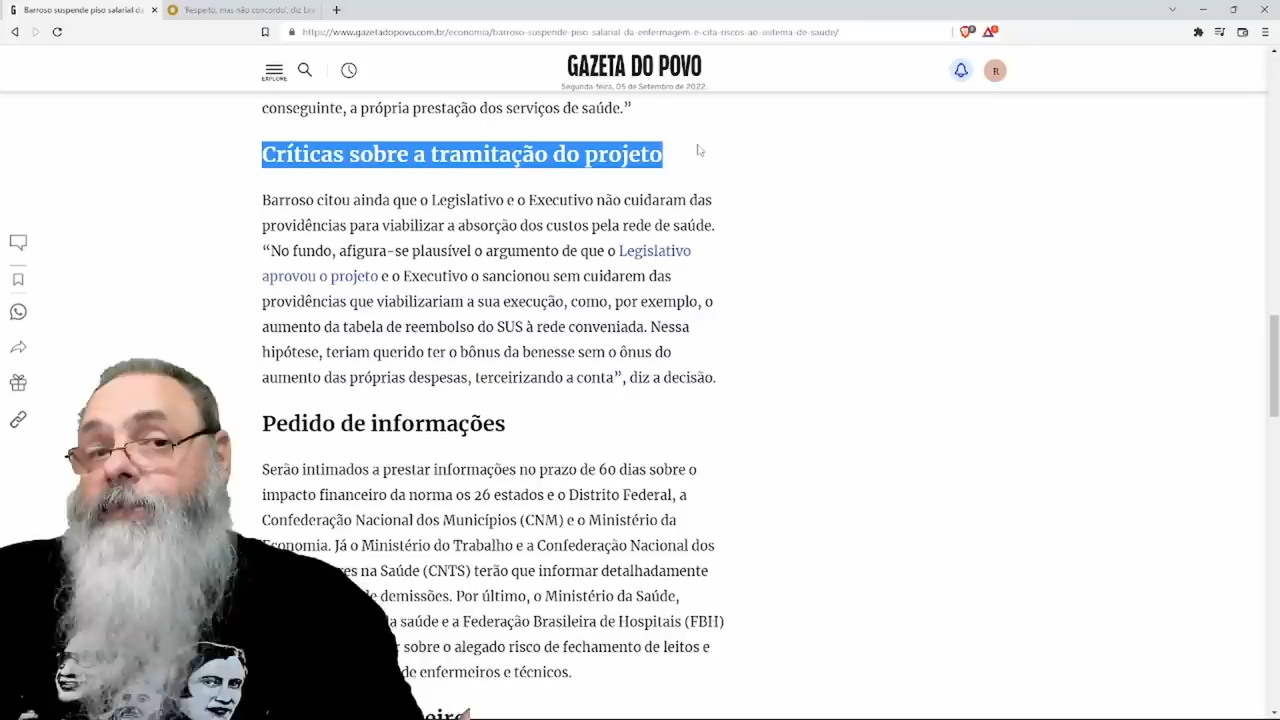 Barroso suspende piso salarial da
'Respeito, mas não concordo', diz Lira
https://www.gazetadopovo.com.br/economia/barroso-suspende-piso-salarial-da-enfermagem-e-cita-riscos-ao-sistema-de-saude/
EXPLORE
GAZETA DO POVO
R
Segunda-feira, 05 de Setembro de 2022.
conseguinte, a própria prestação dos serviços de saúde.”
Críticas sobre a tramitação do projeto
Barroso citou ainda que o Legislativo e o Executivo não cuidaram das
providências para viabilizar a absorção dos custos pela rede de saúde.
“No fundo, afigura-se plausível o argumento de que o Legislativo
aprovou o projeto e o Executivo o sancionou sem cuidarem das
providências que viabilizariam a sua execução, como, por exemplo, o
aumento da tabela de reembolso do SUS à rede conveniada. Nessa
hipótese, teriam querido ter o bônus da benesse sem o ônus do
aumento das próprias despesas, terceirizando a conta”, diz a decisão.
Pedido de informações
Serão intimados a prestar informações no prazo de 60 dias sobre o
impacto financeiro da norma os 26 estados e o Distrito Federal, a
Confederação Nacional dos Municípios (CNM) e o Ministério da
Economia. Já o Ministério do Trabalho e a Confederação Nacional dos
na Saúde (CNTS) terão que informar detalhadamente
de demissões. Por último, o Ministério da Saúde,
saúde e a Federação Brasileira de Hospitais (FBH)
sobre o alegado risco de fechamento de leitos e
de enfermeiros e técnicos.